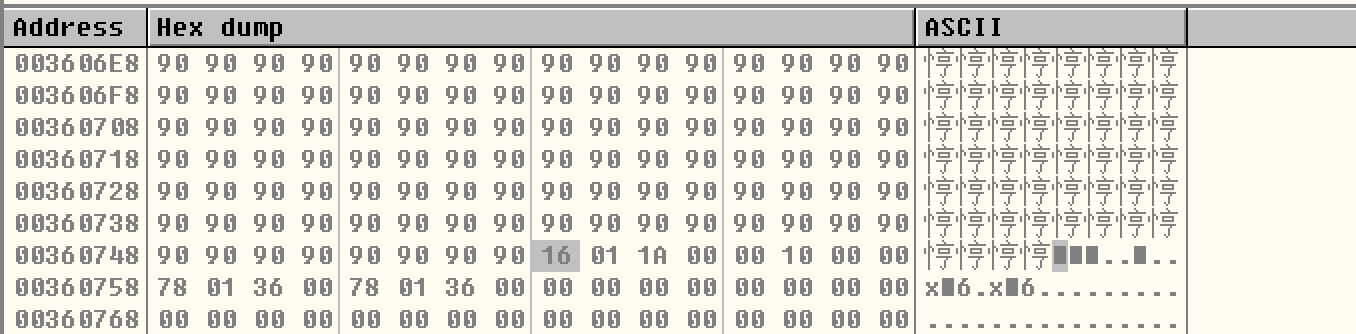 Address Hex dump ASCII
003606E8 90 90 90 90 90 90 90 90 90 90 90 90 90 90 90 90 悙悙悙悙悙悙悙悙
003606F8 90 90 90 90 90 90 90 90 90 90 90 90 90 90 90 90 悙悙悙悙悙悙悙悙
00360708 90 90 90 90 90 90 90 90 90 90 90 90 90 90 90 90 悙悙悙悙悙悙悙悙
00360718 90 90 90 90 90 90 90 90 90 90 90 90 90 90 90 90 悙悙悙悙悙悙悙悙
00360728 90 90 90 90 90 90 90 90 90 90 90 90 90 90 90 90 悙悙悙悙悙悙悙悙
00360738 90 90 90 90 90 90 90 90 90 90 90 90 90 90 90 90 悙悙悙悙悙悙悙悙
00360748 90 90 90 90 90 90 90 90 16 01 1A 00 00 10 00 00 悙悙悙悙■■■..■..
00360758 78 01 36 00 78 01 36 00 00 00 00 00 00 00 00 00 x■6.x■6.........
00360768 00 00 00 00 00 00 00 00 00 00 00 00 00 00 00 00 ................